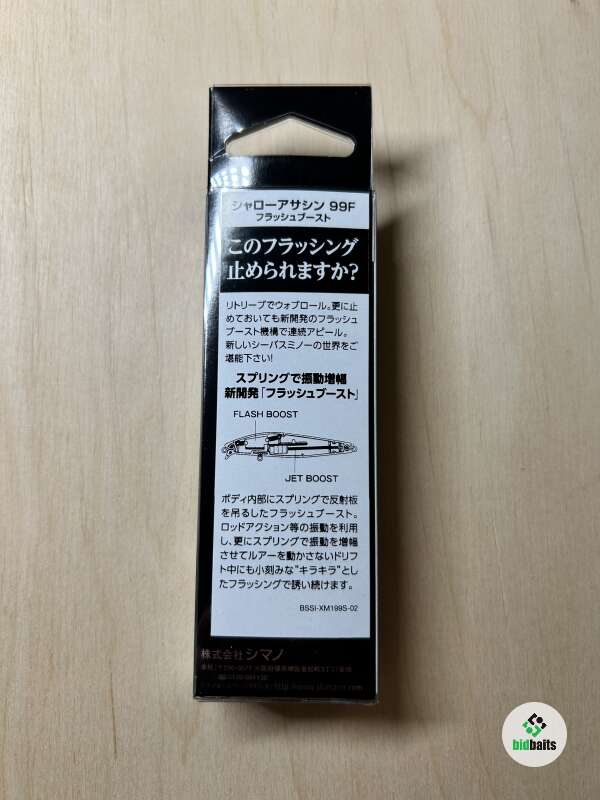 シャローアサシン 99F
フラッシュブースト
このフラッシング
止められますか?
リトリーブでウォブロール。更に止
めておいても新開発のフラッシュ
ブースト機構で連続アピール。
新しいシーバスミノーの世界をご
堪能下さい!
スプリングで振動増幅
新開発「フラッシュブースト」
FLASH BOOST
JET BOOST
ボディ内部にスプリングで反射板
を吊るしたフラッシュブースト。
ロッドアクション等の振動を利用
し、更にスプリングで振動を増幅
させてルアーを動かさないドリフ
ト中にも小刻みな"キラキラ"とし
たフラッシングで誘い続けます。
BSSI-XM199S-02
株式会社シマノ
bidbaits